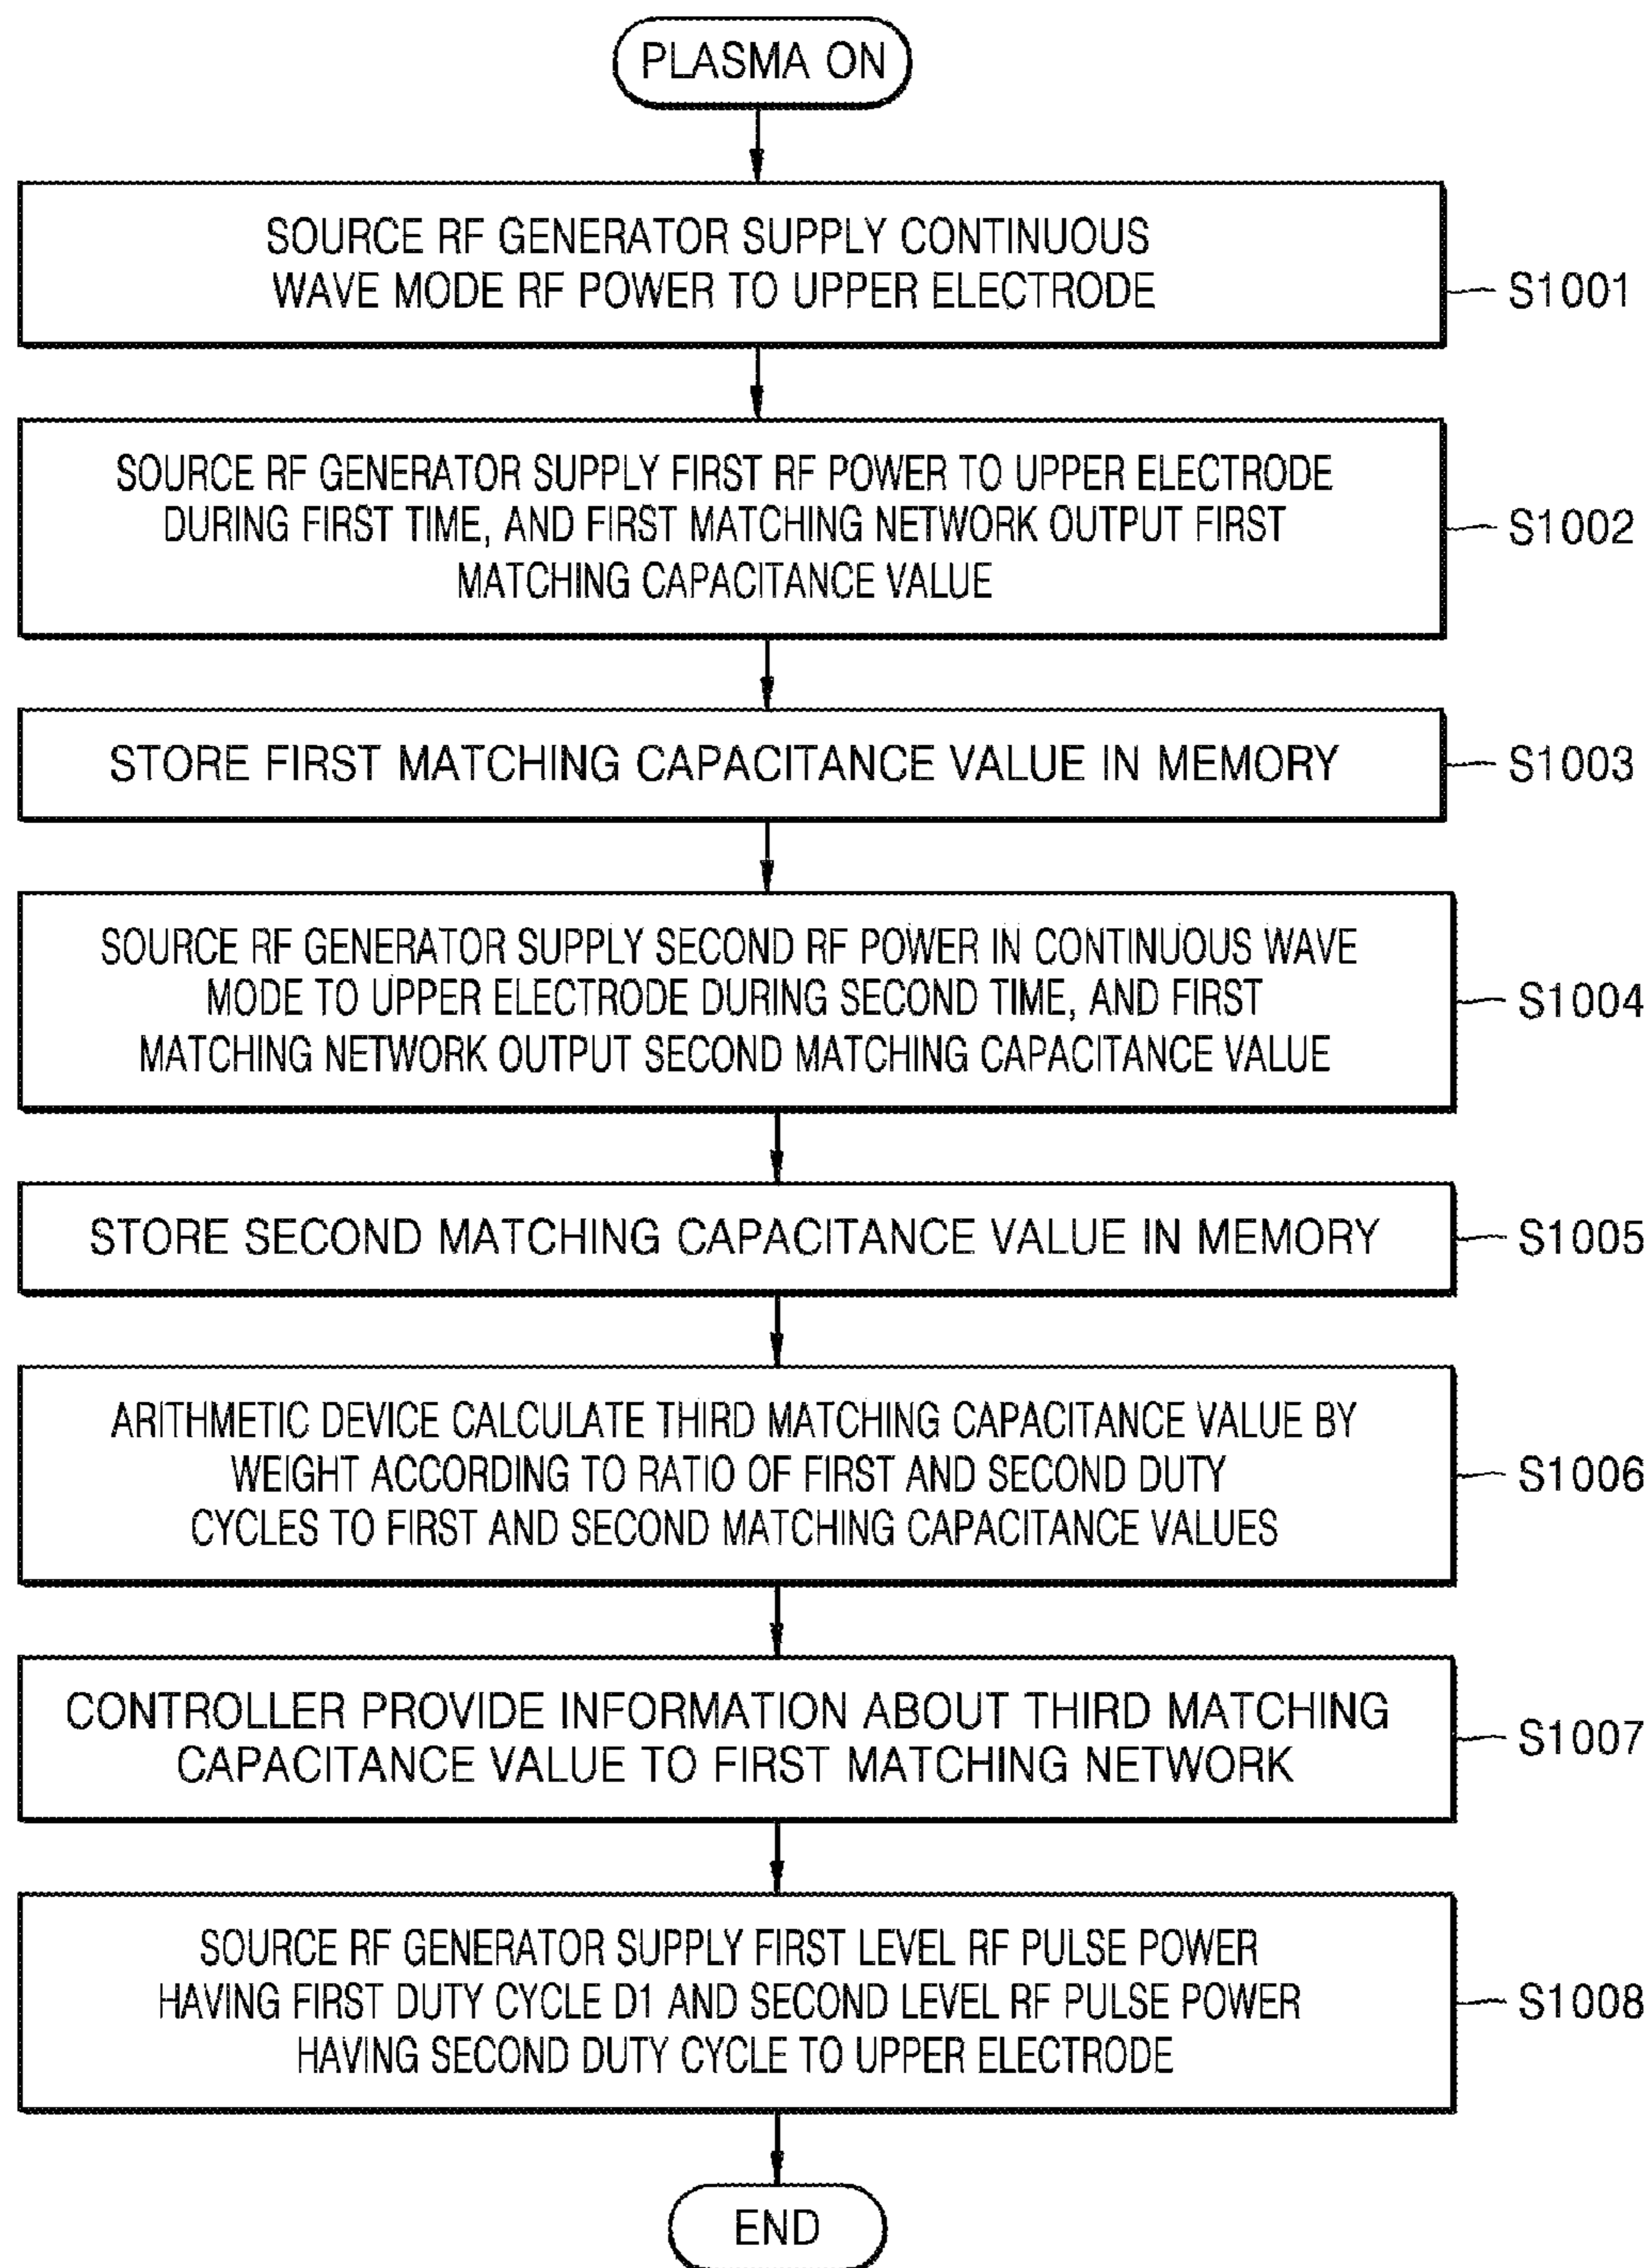 PLASMA ON
SOURCE RF GENERATOR SUPPLY CONTINUOUS
WAVE MODE RF POWER TO UPPER ELECTRODE
S1001
SOURCE RF GENERATOR SUPPLY FIRST RF POWER TO UPPER ELECTRODE
DURING FIRST TIME, AND FIRST MATCHING NETWORK OUTPUT FIRST
MATCHING CAPACITANCE VALUE
S1002
STORE FIRST MATCHING CAPACITANCE VALUE IN MEMORY
S1003
SOURCE RF GENERATOR SUPPLY SECOND RF POWER IN CONTINUOUS WAVE
MODE TO UPPER ELECTRODE DURING SECOND TIME, AND FIRST
MATCHING NETWORK OUTPUT SECOND MATCHING CAPACITANCE VALUE
S1004
STORE SECOND MATCHING CAPACITANCE VALUE IN MEMORY
S1005
ARITHMETIC DEVICE CALCULATE THIRD MATCHING CAPACITANCE VALUE BY
WEIGHT ACCORDING TO RATIO OF FIRST AND SECOND DUTY
CYCLES TO FIRST AND SECOND MATCHING CAPACITANCE VALUES
S1006
CONTROLLER PROVIDE INFORMATION ABOUT THIRD MATCHING
CAPACITANCE VALUE TO FIRST MATCHING NETWORK
S1007
SOURCE RF GENERATOR SUPPLY FIRST LEVEL RF PULSE POWER
HAVING FIRST DUTY CYCLE D1 AND SECOND LEVEL RF PULSE POWER
HAVING SECOND DUTY CYCLE TO UPPER ELECTRODE
S1008
END